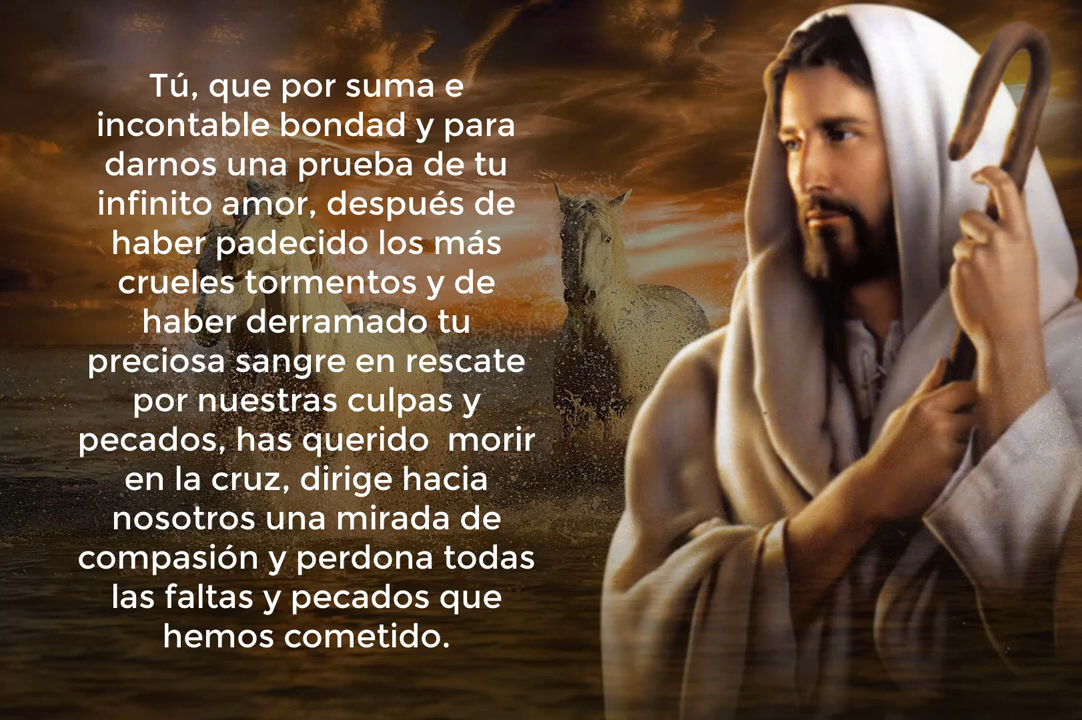 Tú, que por suma e
incontable bondad y para
darnos una prueba de tu
infinito amor, después de
haber padecido los más
crueles tormentos y de
haber derramado tu
preciosa sangre en rescate
por nuestras culpas y
pecados, has querido  morir
en la cruz, dirige hacia
nosotros una mirada de
compasión y perdona todas
las faltas y pecados que
hemos cometido.